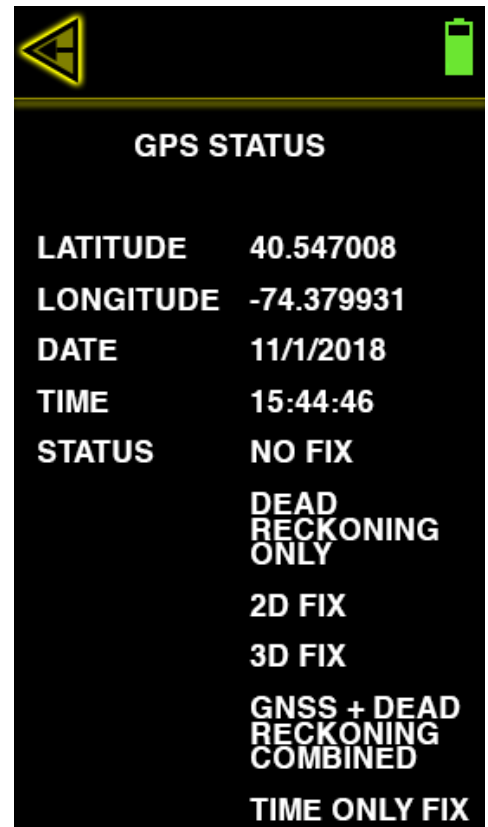 GPS STATUS
LATITUDE 40.547008
LONGITUDE -74.379931
DATE 11/1/2018
TIME 15:44:46
STATUS NO FIX
DEAD
RECKONING
ONLY
2D FIX
3D FIX
GNSS + DEAD
RECKONING
COMBINED
TIME ONLY FIX